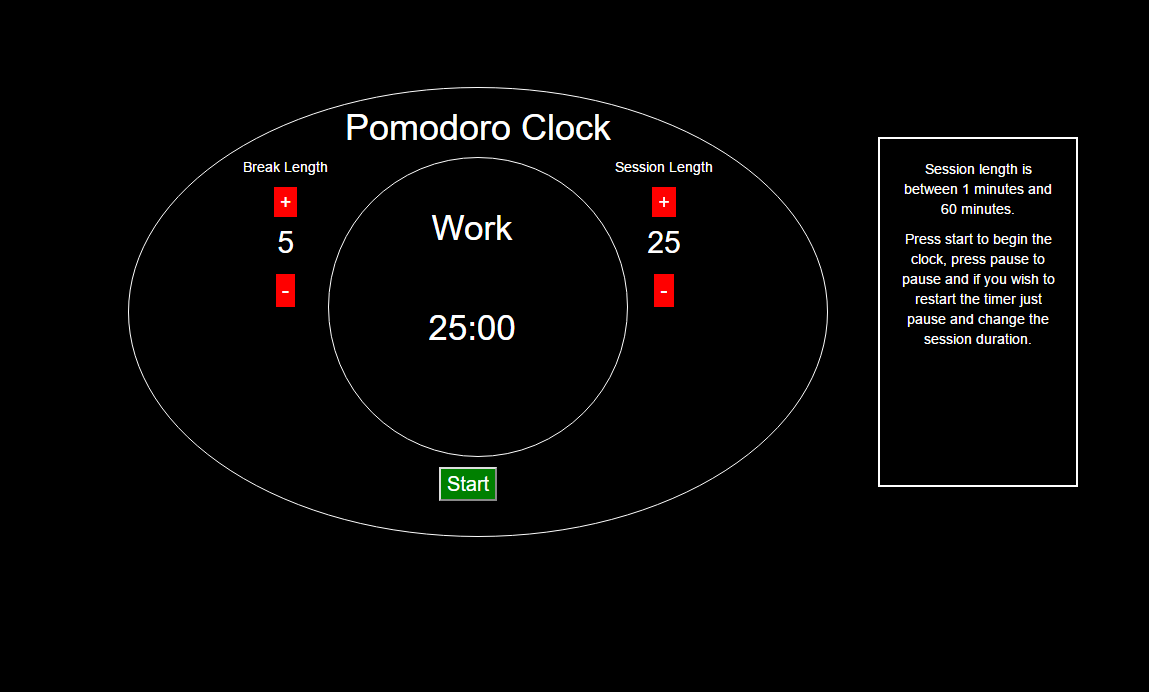 Pomodoro Clock
Break Length
+
5
-
Work
25:00
Session Length
+
25
-
Start
Session length is
between 1 minutes and
60 minutes.
Press start to begin the
clock, press pause to
pause and if you wish to
restart the timer just
pause and change the
session duration.